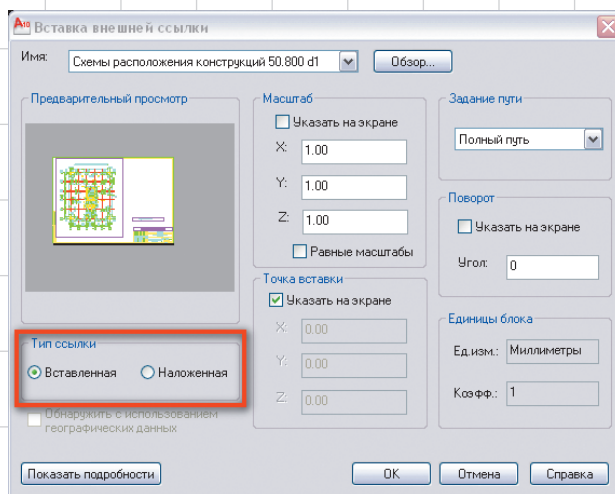 Вставка внешней ссылки
Имя:
Схемы расположения конструкций 50.800 d1
Обзор...
Предварительный просмотр
Тип ссылки
Вставленная
Наложенная
Обнаружить с использованием
географических данных
Масштаб
Указать на экране
X: 1.00
Y: 1.00
Z: 1.00
Равные масштабы
Точка вставки
Указать на экране
X: 0.00
Y: 0.00
Z: 0.00
Задание пути
Полный путь
Поворот
Указать на экране
Угол: 0
Единицы блока
Ед.изм.: Миллиметры
Коэфф.: 1
Показать подробности
OK
Отмена
Справка